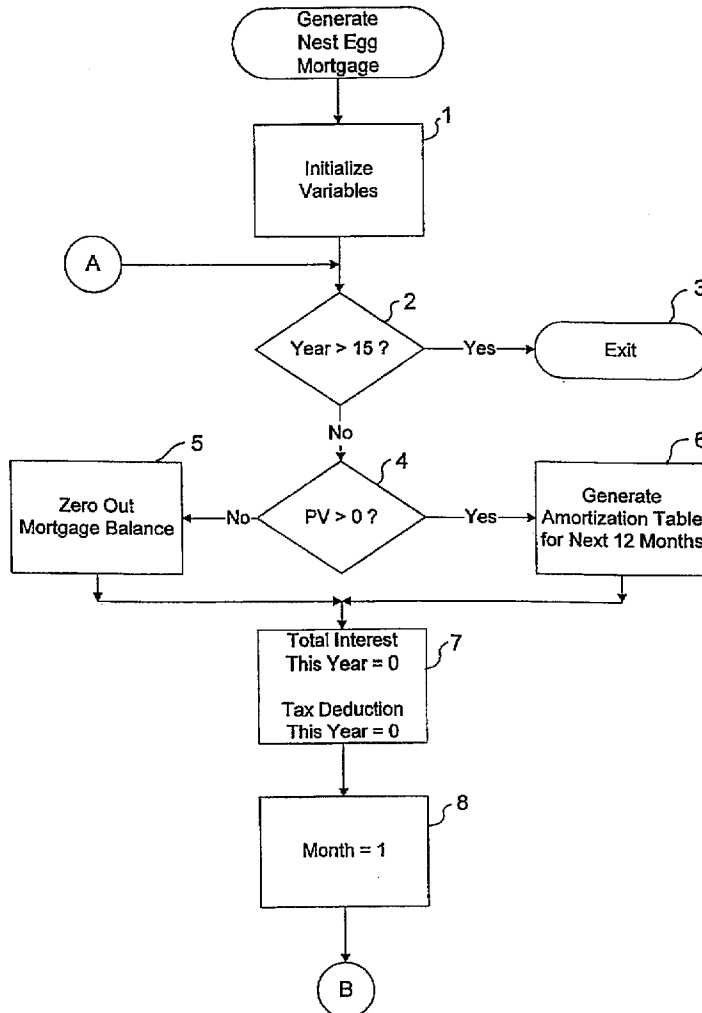 Generate
Nest Egg
Mortgage
1
Initialize
Variables
A
2
Year > 15 ?
Yes
3
Exit
No
5
Zero Out
Mortgage Balance
No
4
PV > 0 ?
Yes
6
Generate
Amortization Table
for Next 12 Months
7
Total Interest
This Year = 0
Tax Deduction
This Year = 0
8
Month = 1
B